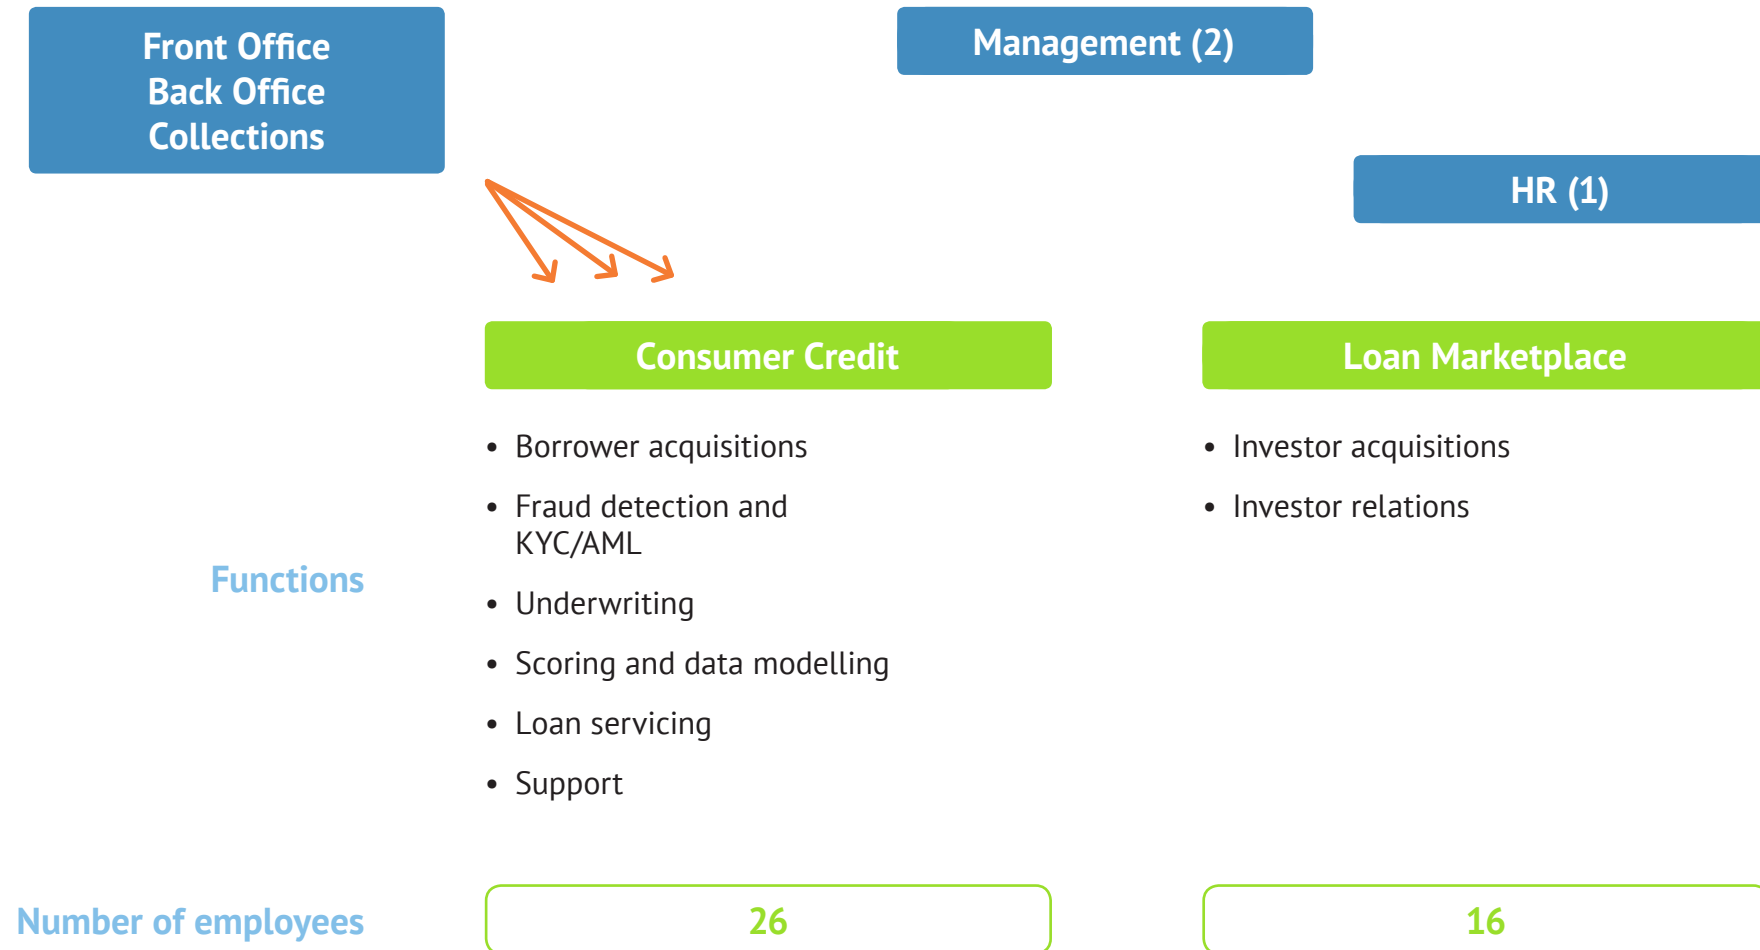 Front Office
Back Office
Collections
Management (2)
HR (1)
Consumer Credit
Loan Marketplace
• Borrower acquisitions
• Fraud detection and
KYC/AML
• Underwriting
• Scoring and data modelling
• Loan servicing
• Support
• Investor acquisitions
• Investor relations
Functions
Number of employees
26
16